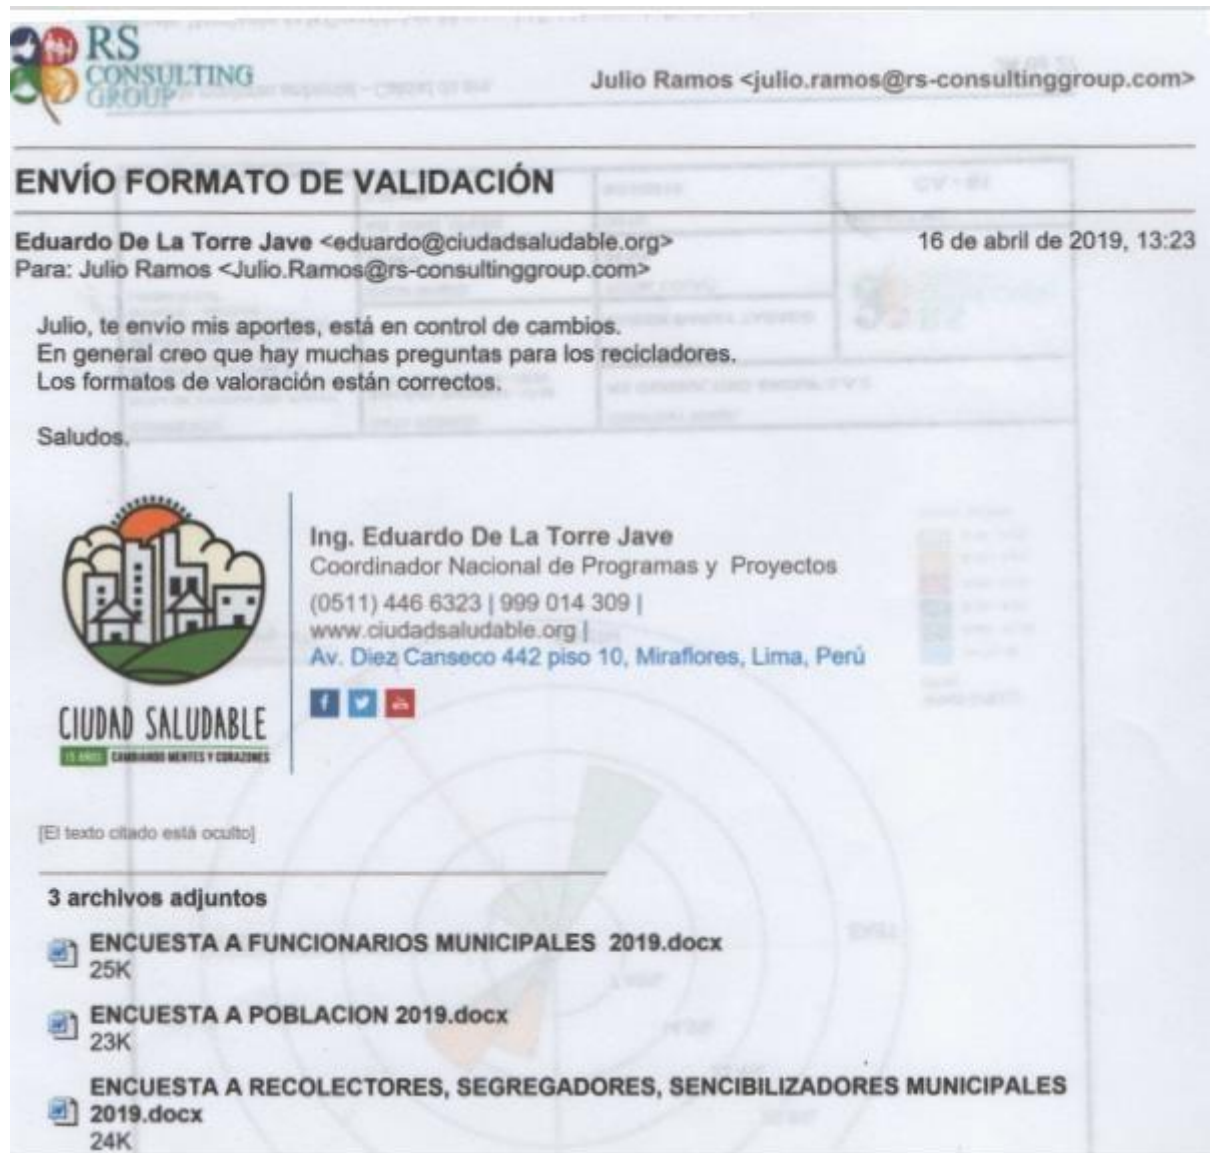 RS
CONSULTING
GROUP
Julio Ramos <julio.ramos@rs-consultinggroup.com>
ENVÍO FORMATO DE VALIDACIÓN
Eduardo De La Torre Jave <eduardo@ciudadsaludable.org>
16 de abril de 2019, 13:23
Para: Julio Ramos <Julio.Ramos@rs-consultinggroup.com>
Julio, te envío mis aportes, está en control de cambios.
En general creo que hay muchas preguntas para los recicladores.
Los formatos de valoración están correctos.
Saludos.
Ing. Eduardo De La Torre Jave
Coordinador Nacional de Programas y Proyectos
(0511) 446 6323 | 999 014 309 |
www.ciudadsaludable.org |
Av. Diez Canseco 442 piso 10, Miraflores, Lima, Perú
CIUDAD SALUDABLE
15 AÑOS CAMBIANDO MENTES Y CORAZONES
[El texto citado está oculto]
3 archivos adjuntos
ENCUESTA A FUNCIONARIOS MUNICIPALES 2019.docx
25K
ENCUESTA A POBLACION 2019.docx
23K
ENCUESTA A RECOLECTORES, SEGREGADORES, SENCIBILIZADORES MUNICIPALES
2019.docx
24K